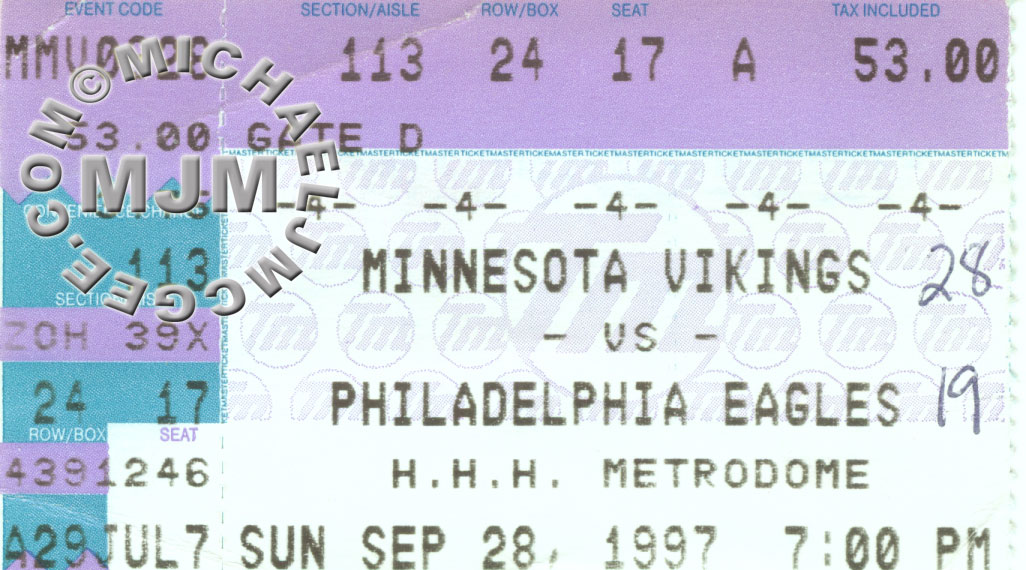 EVENT CODE SECTION/AISLE ROW/BOX SEAT TAX INCLUDED
113 24 17 A 53.00
53.00 GATE D
MASTERTICKETMASTERTICKETMASTERTICKETMASTERTICKETMASTERTICKETMASTERTICKETMASTERTICKETMASTERTICKETMASTER
©MICHAELJMCGEE.COM
MJM
-4- -4- -4- -4- -4-
113
MINNESOTA VIKINGS 28
ZOH 39X
- VS -
24 17
PHILADELPHIA EAGLES 19
ROW/BOX SEAT
4391246
H.H.H. METRODOME
A29JUL7 SUN SEP 28, 1997 7:00 PM